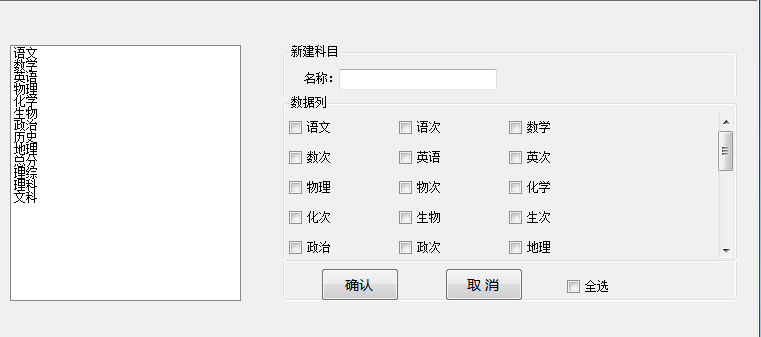 语文
数学
英语
物理
化学
生物
政治
历史
地理
总分
理综
理科
文科
新建科目
名称：
数据列
语文 语次 数学
数次 英语 英次
物理 物次 化学
化次 生物 生次
政治 政次 地理
确认 取 消 全选